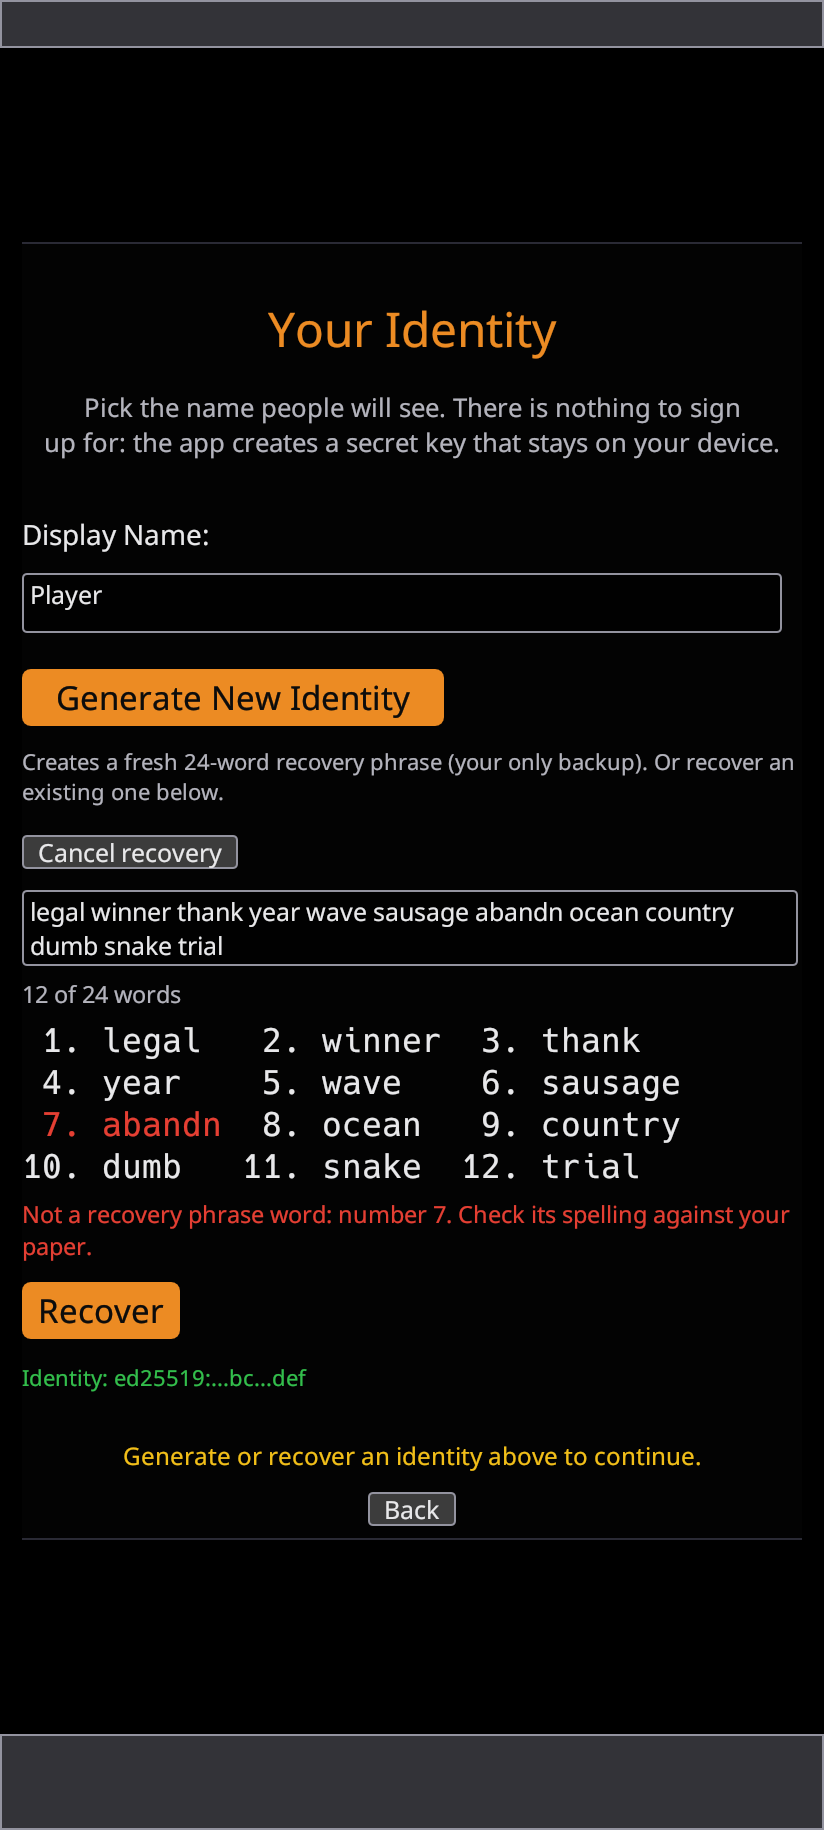 Your Identity
Pick the name people will see. There is nothing to sign
up for: the app creates a secret key that stays on your device.
Display Name:
Player
Generate New Identity
Creates a fresh 24-word recovery phrase (your only backup). Or recover an
existing one below.
Cancel recovery
legal winner thank year wave sausage abandn ocean country
dumb snake trial
12 of 24 words
1. legal 2. winner 3. thank
4. year 5. wave 6. sausage
7. abandn 8. ocean 9. country
10. dumb 11. snake 12. trial
Not a recovery phrase word: number 7. Check its spelling against your
paper.
Recover
Identity: ed25519:...bc...def
Generate or recover an identity above to continue.
Back